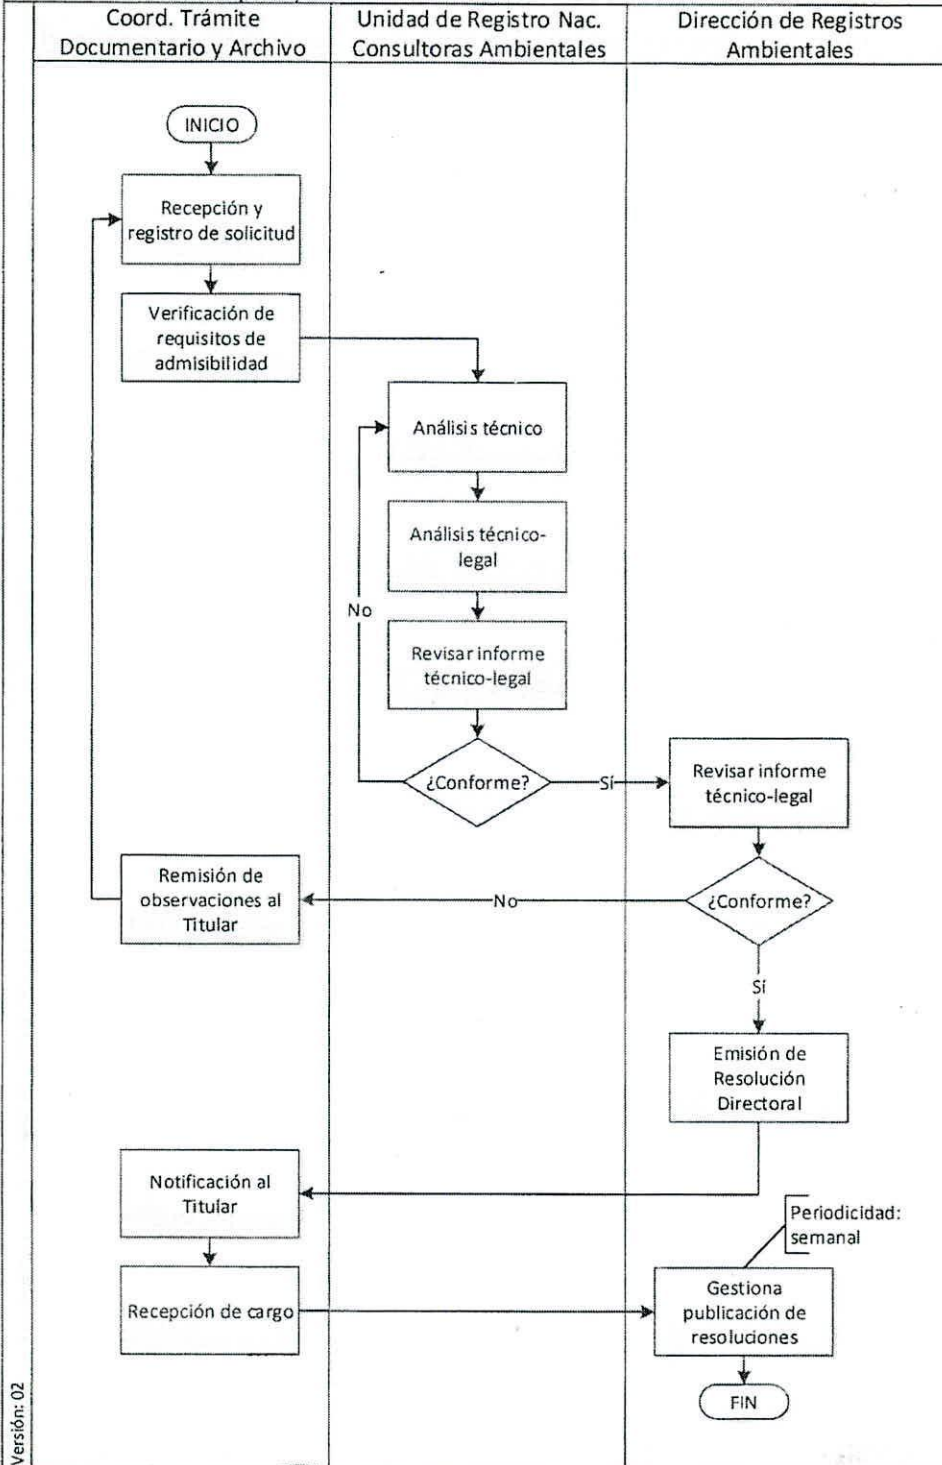 Coord. Trámite
Documentario y Archivo
Unidad de Registro Nac.
Consultoras Ambientales
Dirección de Registros
Ambientales
INICIO
Recepción y
registro de solicitud
Verificación de
requisitos de
admisibilidad
Análisis técnico
Análisis técnico-
legal
No
Revisar informe
técnico-legal
¿Conforme?
Sí
Revisar informe
técnico-legal
¿Conforme?
No
Remisión de
observaciones al
Titular
Sí
Emisión de
Resolución
Directoral
Notificación al
Titular
Periodicidad:
semanal
Recepción de cargo
Gestiona
publicación de
resoluciones
FIN
Versión: 02